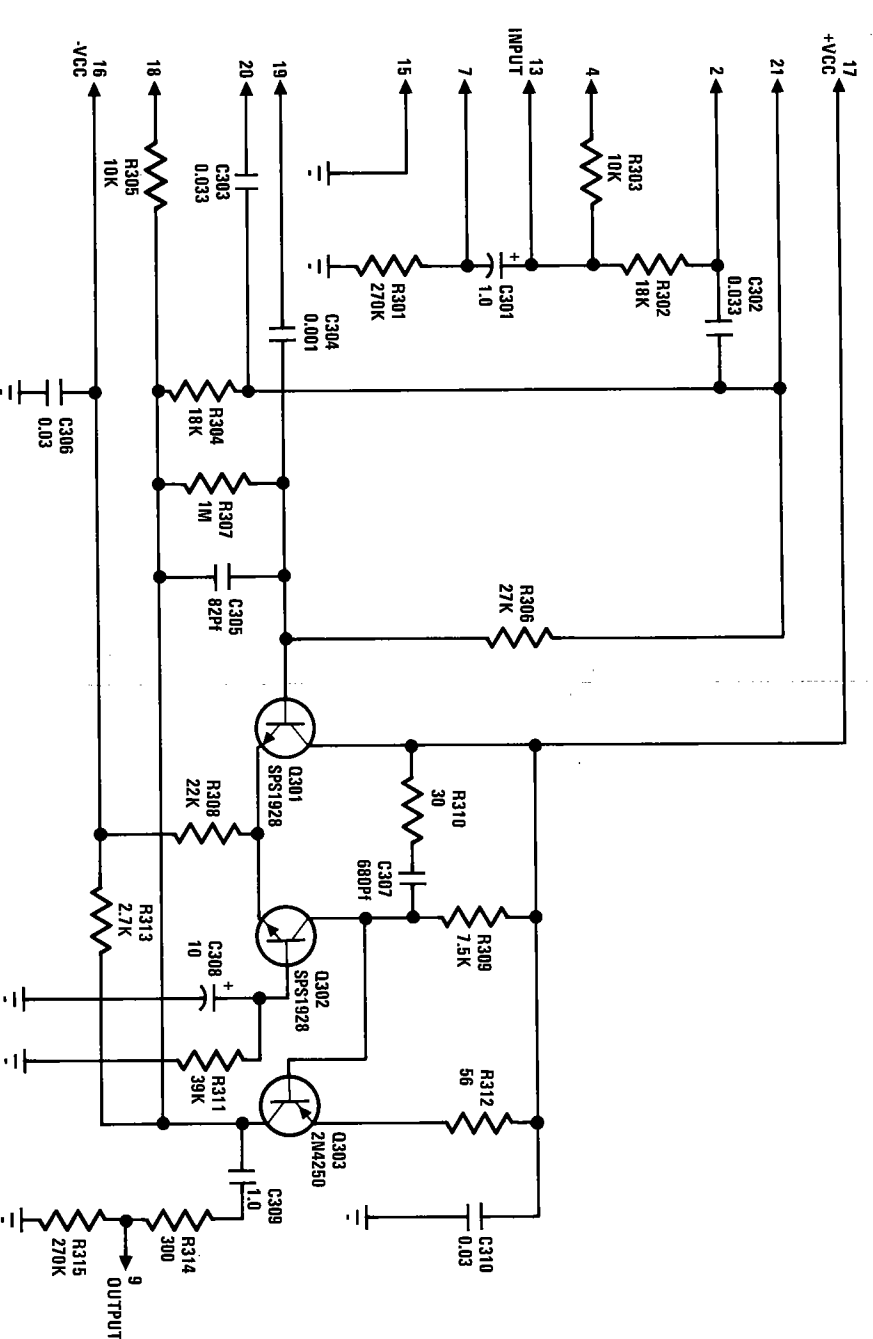 17
+VCC
21
2
4
13
INPUT
7
15
19
20
18
16
-VCC
R303
10K
C302
0.033
R302
18K
+
C301
1.0
R301
270K
C303
0.033
R305
10K
C304
0.001
R304
18K
C306
0.03
R307
1M
C305
82Pf
R306
27K
Q301
SPS1928
R308
22K
R310
30
C307
680Pf
R309
7.5K
R313
2.7K
Q302
SPS1928
C308
10
+
R311
39K
R312
56
Q303
2N4250
C309
1.0
C310
0.03
R314
300
R315
270K
9
OUTPUT